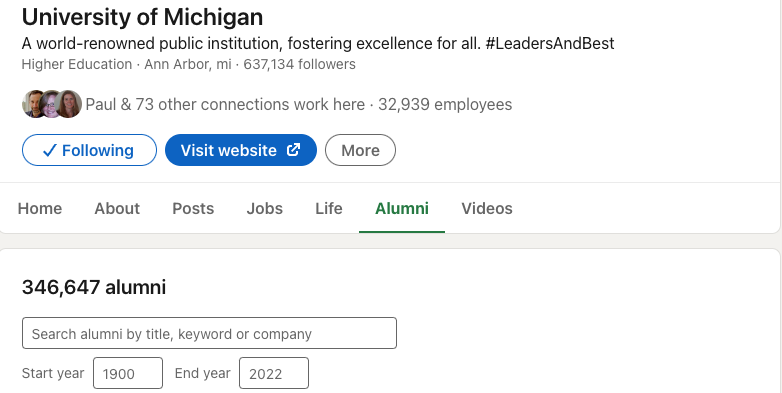 University of Michigan
A world-renowned public institution, fostering excellence for all. #LeadersAndBest
Higher Education · Ann Arbor, mi · 637,134 followers
Paul & 73 other connections work here · 32,939 employees
Following Visit website More
Home About Posts Jobs Life Alumni Videos
346,647 alumni
Search alumni by title, keyword or company
Start year 1900 End year 2022